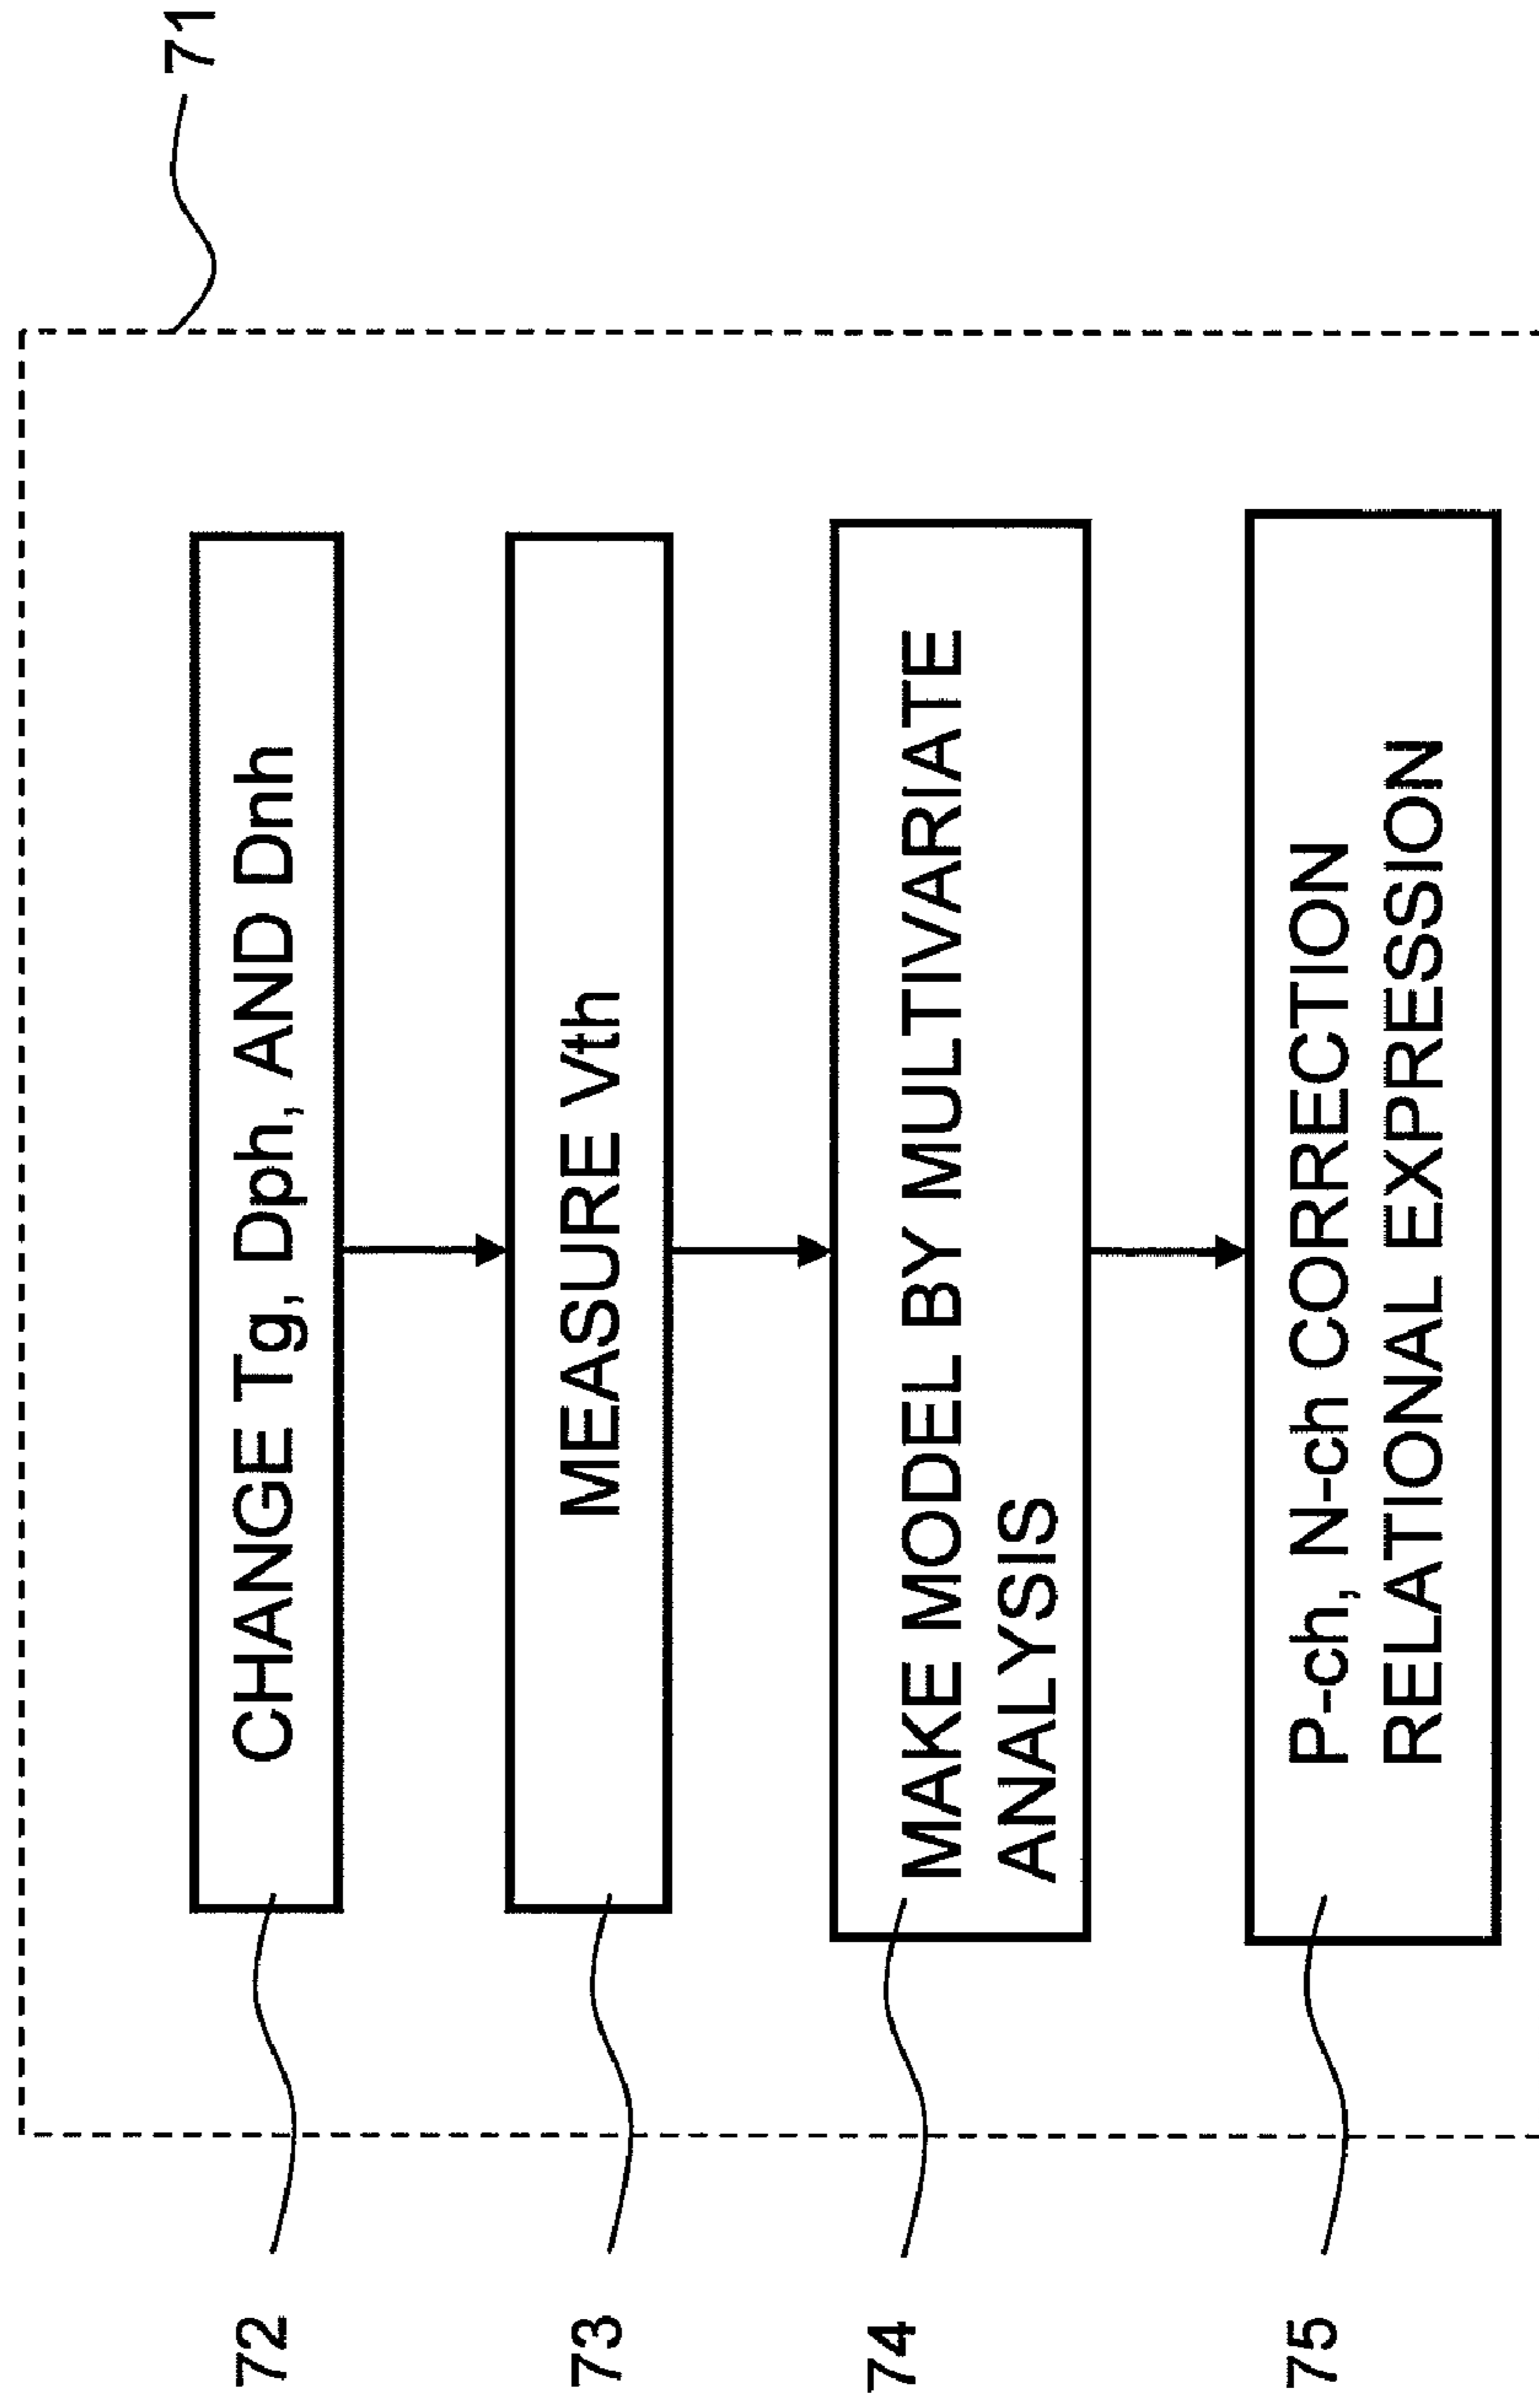 71
72
CHANGE Tg, Dph, AND Dnh
73
MEASURE Vth
74
MAKE MODEL BY MULTIVARIATE
ANALYSIS
75
P-ch, N-ch CORRECTION
RELATIONAL EXPRESSION